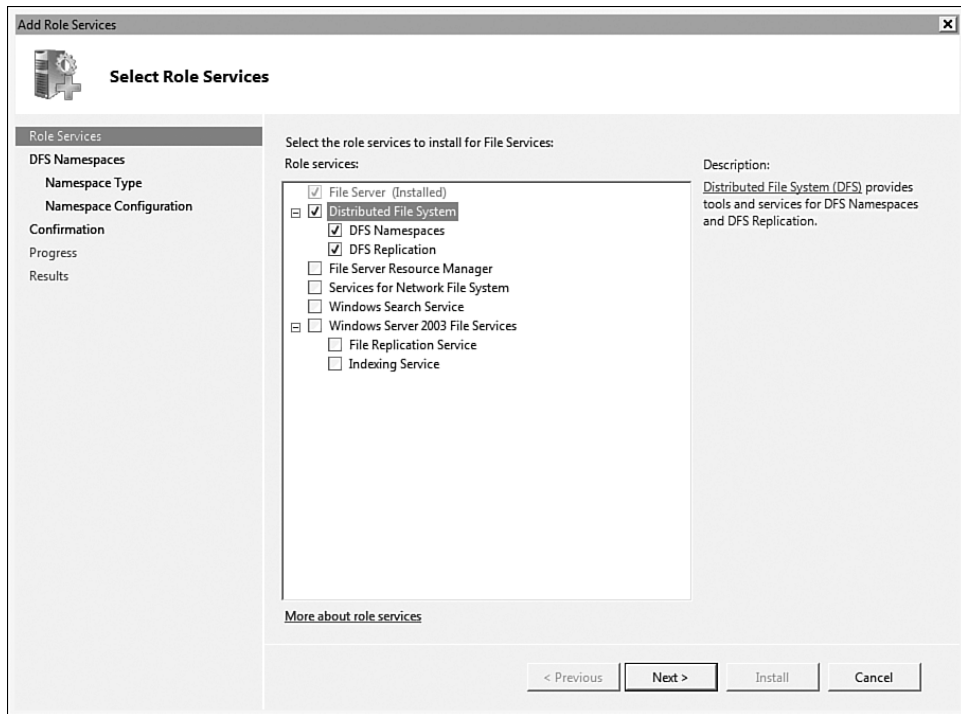 Add Role Services
Select Role Services
Role Services
DFS Namespaces
Namespace Type
Namespace Configuration
Confirmation
Progress
Results
Select the role services to install for File Services:
Role services:
File Server (Installed)
Distributed File System
DFS Namespaces
DFS Replication
File Server Resource Manager
Services for Network File System
Windows Search Service
Windows Server 2003 File Services
File Replication Service
Indexing Service
More about role services
Description:
Distributed File System (DFS) provides
tools and services for DFS Namespaces
and DFS Replication.
< Previous
Next >
Install
Cancel